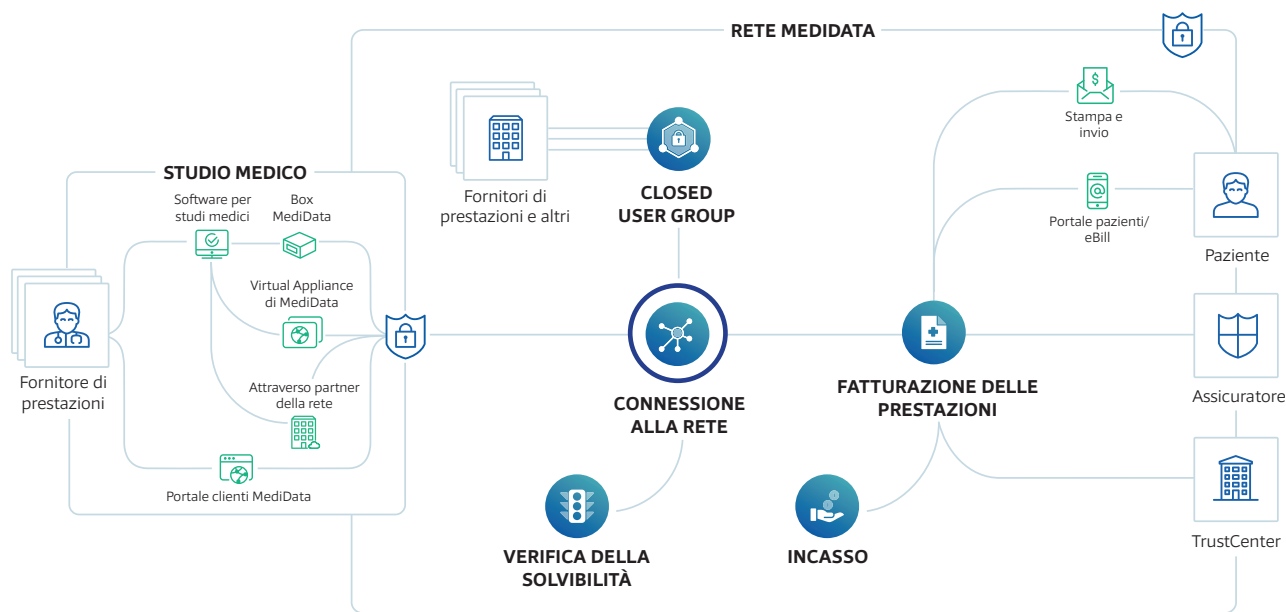 RETE MEDIDATA
$
Stampa e
invio
Fornitori di
prestazioni e altri
CLOSED
USER GROUP
@
Portale pazienti/
eBill
Paziente
STUDIO MEDICO
Software per
studi medici
Box
MediData
Virtual Appliance
di MediData
Attraverso partner
della rete
Portale clienti MediData
Fornitore di
prestazioni
CONNESSIONE
ALLA RETE
FATTURAZIONE DELLE
PRESTAZIONI
Assicuratore
VERIFICA DELLA
SOLVIBILITÀ
INCASSO
TrustCenter